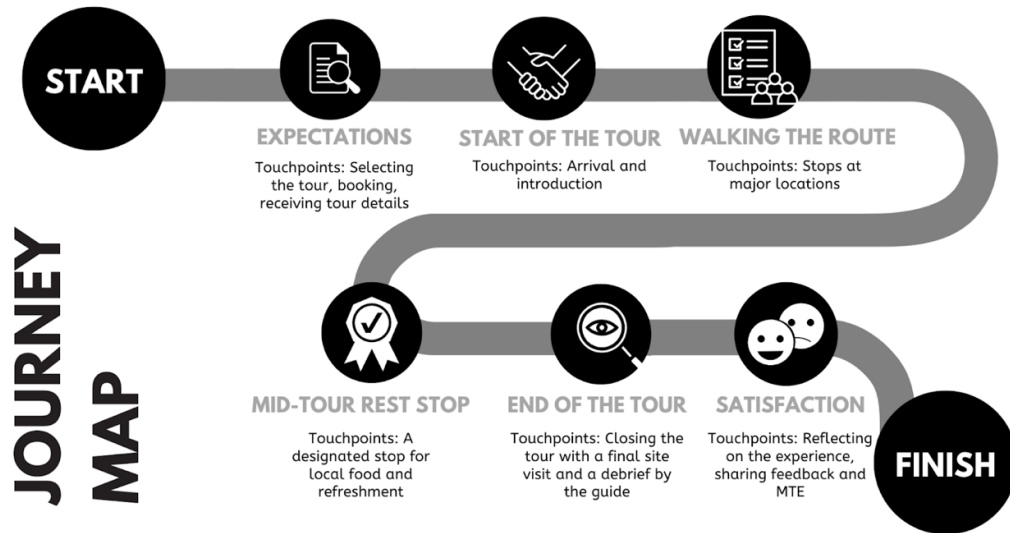 START
EXPECTATIONS
Touchpoints: Selecting
the tour, booking,
receiving tour details
START OF THE TOUR
Touchpoints: Arrival and
introduction
WALKING THE ROUTE
Touchpoints: Stops at
major locations
JOURNEY
MAP
MID-TOUR REST STOP
Touchpoints: A
designated stop for
local food and
refreshment
END OF THE TOUR
Touchpoints: Closing the
tour with a final site
visit and a debrief by
the guide
SATISFACTION
Touchpoints: Reflecting
on the experience,
sharing feedback and
MTE
FINISH